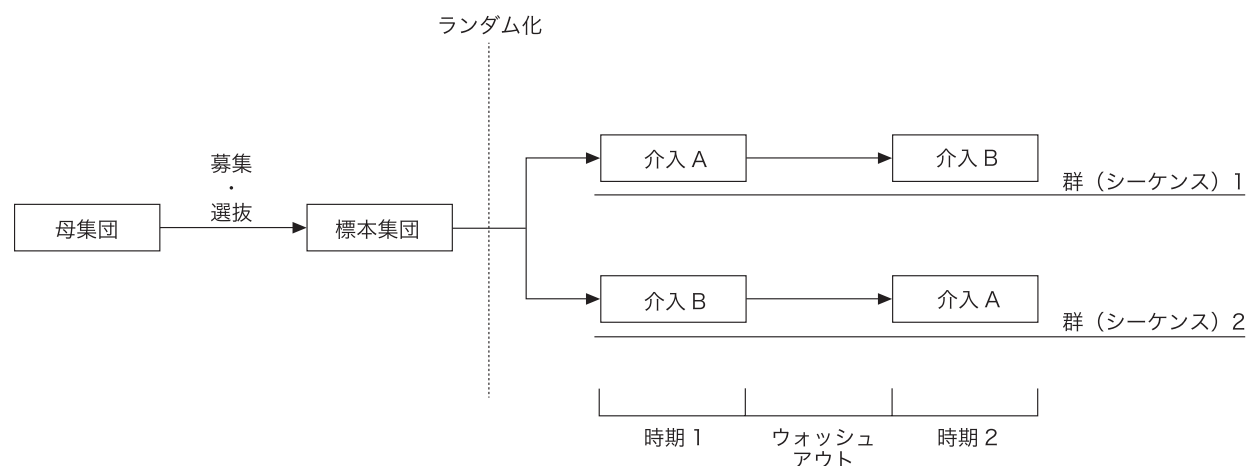 ランダム化
募集
・
選抜
母集団
標本集団
介入 A
介入 B
群（シーケンス）1
介入 B
介入 A
群（シーケンス）2
時期 1
ウォッシュ
アウト
時期 2